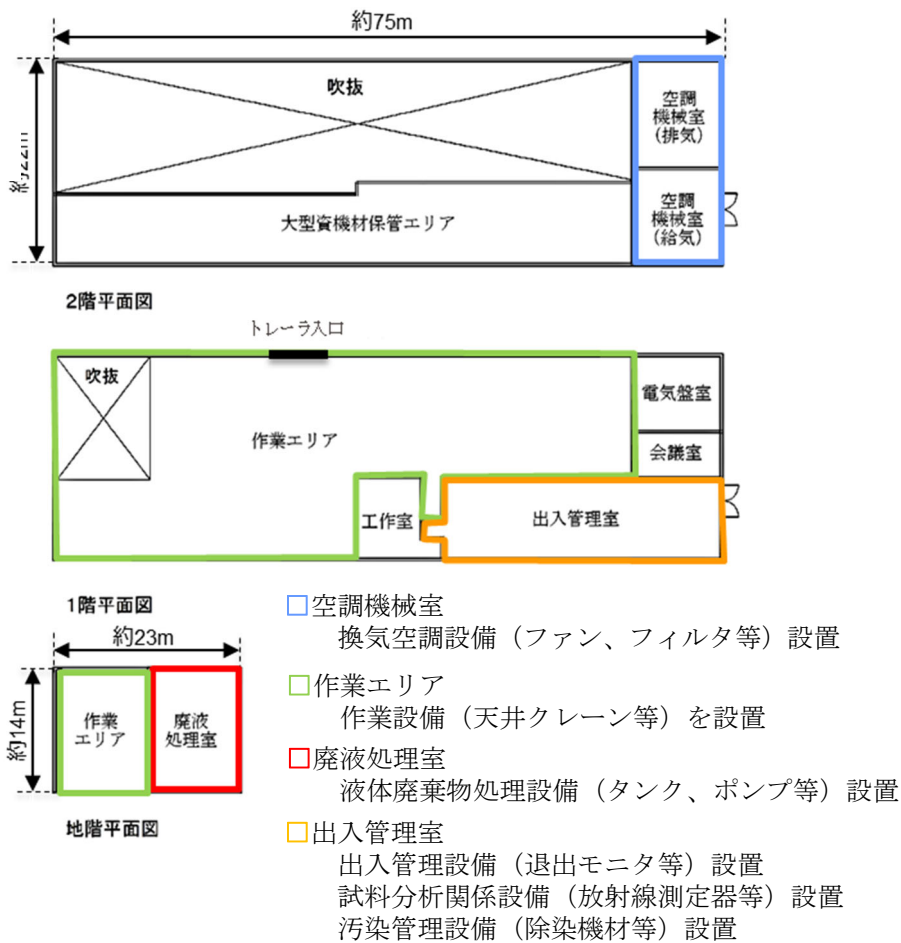 約75m
吹抜
空調
機械室
(排気)
約22m
大型資機材保管エリア
空調
機械室
(給気)
2階平面図
トレーラ入口
吹抜
電気盤室
作業エリア
会議室
工作室
出入管理室
1階平面図
約23m
約14m
作業
エリア
廃液
処理室
地階平面図
□空調機械室
換気空調設備（ファン、フィルタ等）設置
□作業エリア
作業設備（天井クレーン等）を設置
□廃液処理室
液体廃棄物処理設備（タンク、ポンプ等）設置
□出入管理室
出入管理設備（退出モニタ等）設置
試料分析関係設備（放射線測定器等）設置
汚染管理設備（除染機材等）設置